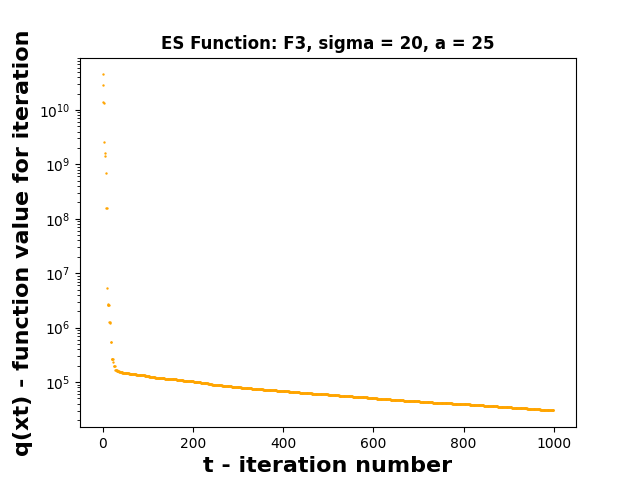 ES Function: F3, sigma = 20, a = 25
q(xt) - function value for iteration
10¹⁰
10⁹
10⁸
10⁷
10⁶
10⁵
0 200 400 600 800 1000
t - iteration number